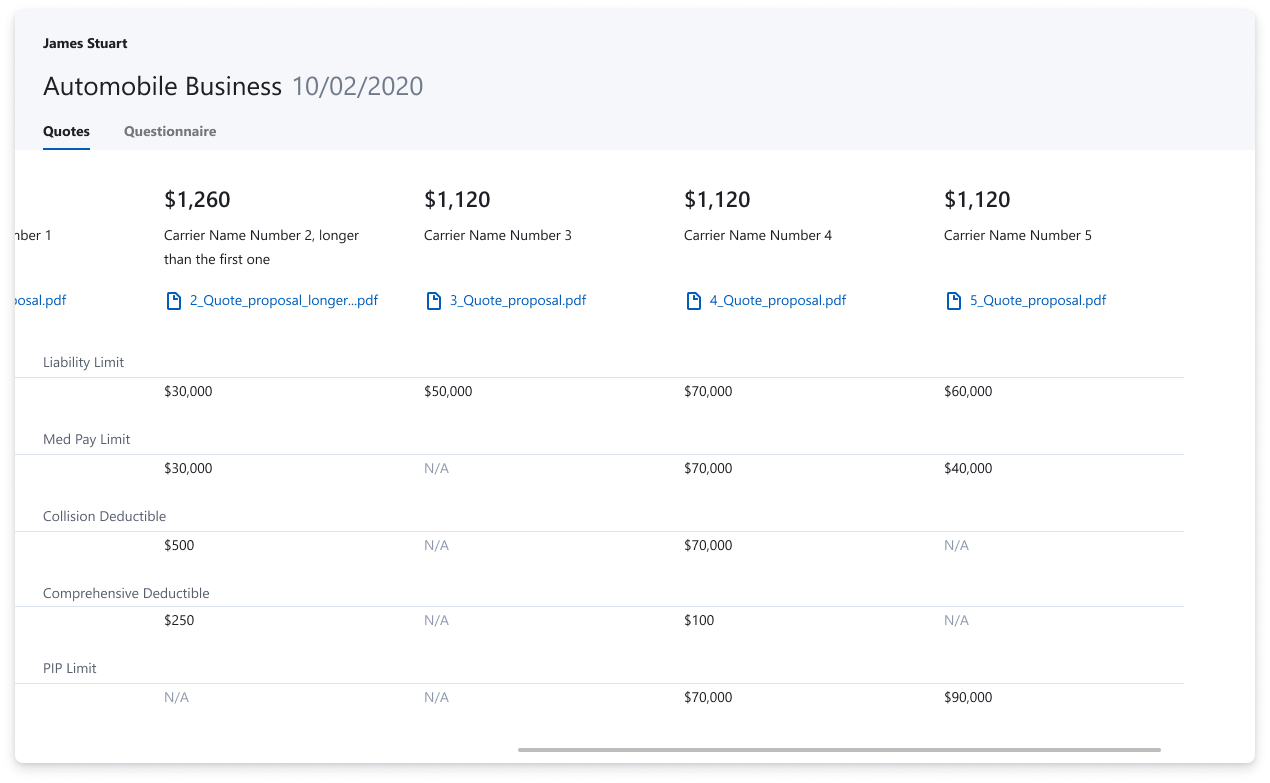 James Stuart
Automobile Business 10/02/2020
Quotes Questionnaire
$1,260 $1,120 $1,120 $1,120
1 Carrier Name Number 2, longer Carrier Name Number 3 Carrier Name Number 4 Carrier Name Number 5
than the first one
.pdf 2_Quote_proposal_longer...pdf 3_Quote_proposal.pdf 4_Quote_proposal.pdf 5_Quote_proposal.pdf
Liability Limit
$30,000 $50,000 $70,000 $60,000
Med Pay Limit
$30,000 N/A $70,000 $40,000
Collision Deductible
$500 N/A $70,000 N/A
Comprehensive Deductible
$250 N/A $100 N/A
PIP Limit
N/A N/A $70,000 $90,000